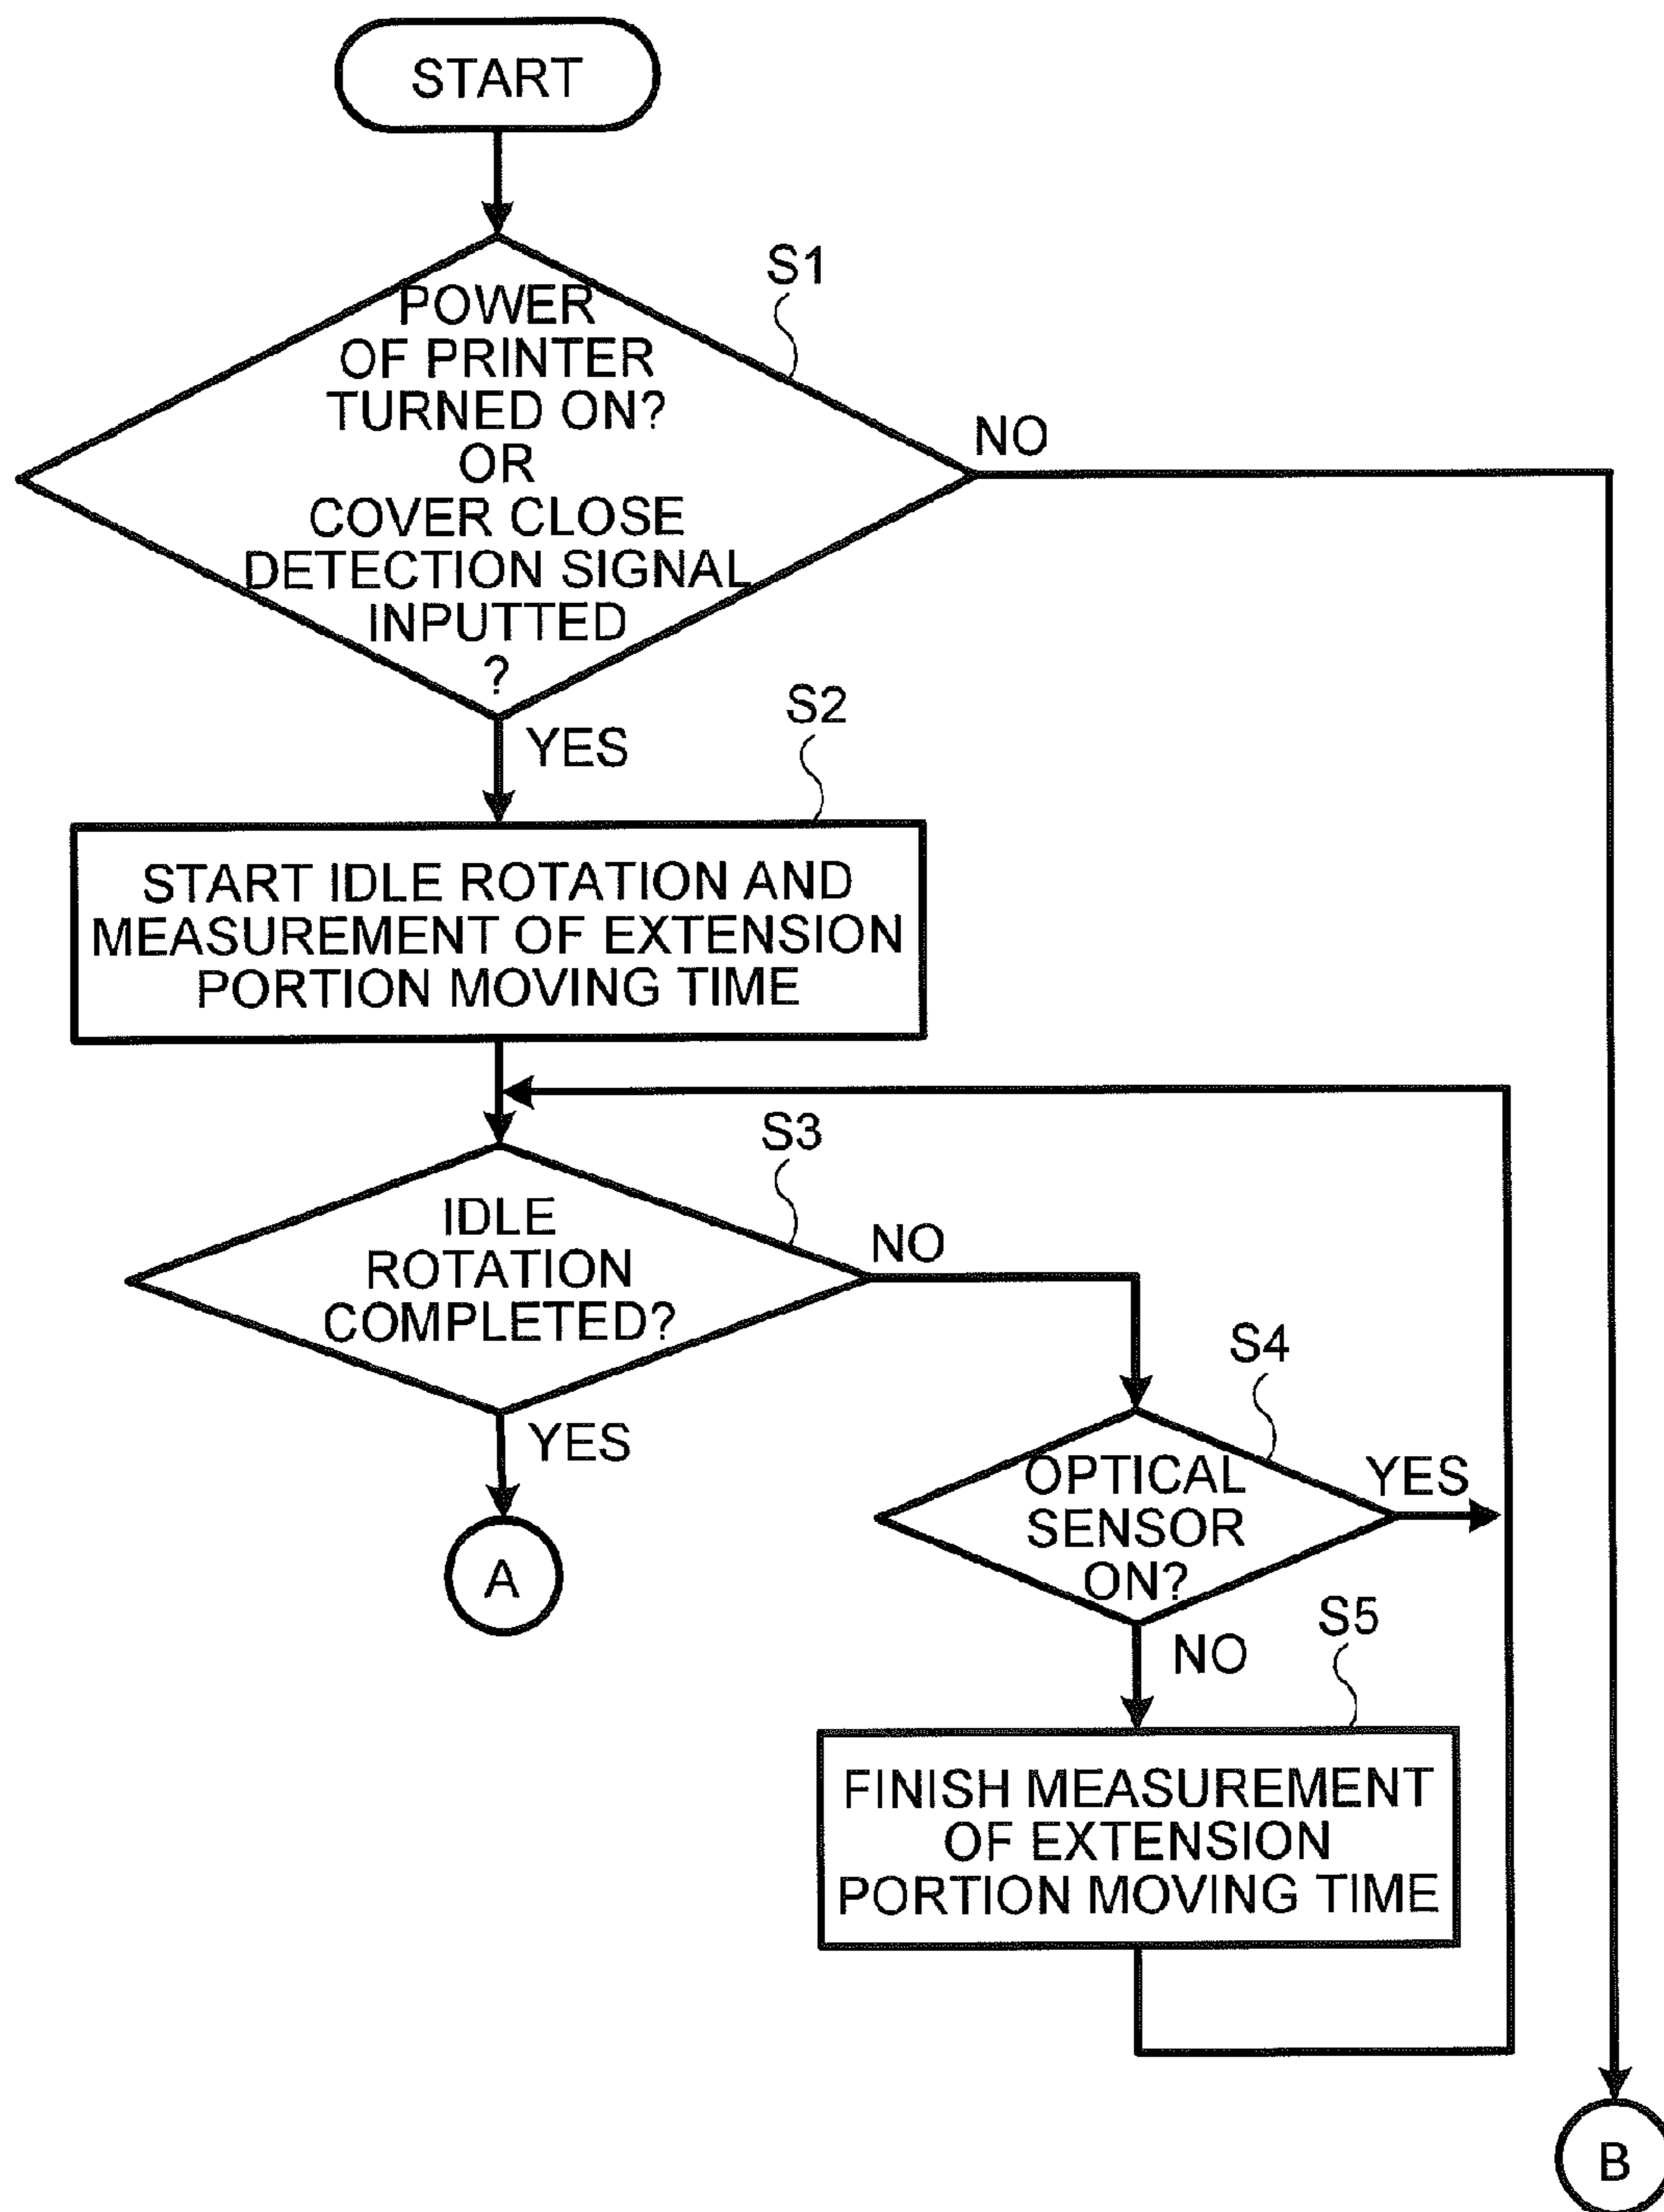 START
S1
POWER
OF PRINTER
TURNED ON?
OR
COVER CLOSE
DETECTION SIGNAL
INPUTTED
?
NO
YES
S2
START IDLE ROTATION AND
MEASUREMENT OF EXTENSION
PORTION MOVING TIME
S3
IDLE
ROTATION
COMPLETED?
NO
YES
A
S4
OPTICAL
SENSOR
ON?
YES
NO
S5
FINISH MEASUREMENT
OF EXTENSION
PORTION MOVING TIME
B